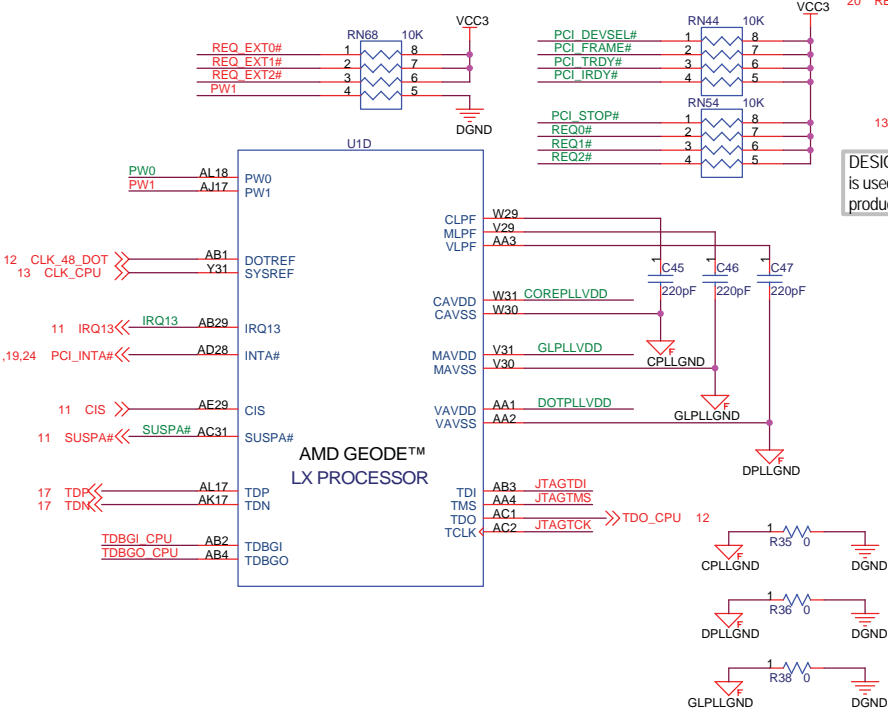 VCC3
RN68 10K
REQ_EXT0# 1 8
REQ_EXT1# 2 7
REQ_EXT2# 3 6
PW1 4 5
DGND
VCC3
20 RE
RN44 10K
PCI_DEVSEL# 1 8
PCI_FRAME# 2 7
PCI_TRDY# 3 6
PCI_IRDY# 4 5
RN54 10K
PCI_STOP# 1 8
REQ0# 2 7
REQ1# 3 6
REQ2# 4 5
13
DESIG
is used
produc
U1D
PW0 AL18 PW0
PW1 AJ17 PW1
12 CLK_48_DOT AB1 DOTREF
13 CLK_CPU Y31 SYSREF
11 IRQ13 IRQ13 AB29 IRQ13
,19,24 PCI_INTA# AD28 INTA#
11 CIS AE29 CIS
11 SUSPA# SUSPA# AC31 SUSPA#
AMD GEODE™
LX PROCESSOR
17 TDP AL17 TDP
17 TDN AK17 TDN
TDBGI_CPU AB2 TDBGI
TDBGO_CPU AB4 TDBGO
CLPF W29
MLPF V29
VLPF AA3
1 C45 220pF
1 C46 220pF
1 C47 220pF
CAVDD W31 COREPLLVDD
CAVSS W30
F CPLLGND
MAVDD V31 GLPLLVDD
MAVSS V30
F GLPLLGND
VAVDD AA1 DOTPLLVDD
VAVSS AA2
F DPLLGND
TDI AB3 JTAGTDI
TMS AA4 JTAGTMS
TDO AC1 TDO_CPU 12
TCLK AC2 JTAGTCK
1 R35 0
F CPLLGND DGND
1 R36 0
F DPLLGND DGND
1 R38 0
F GLPLLGND DGND